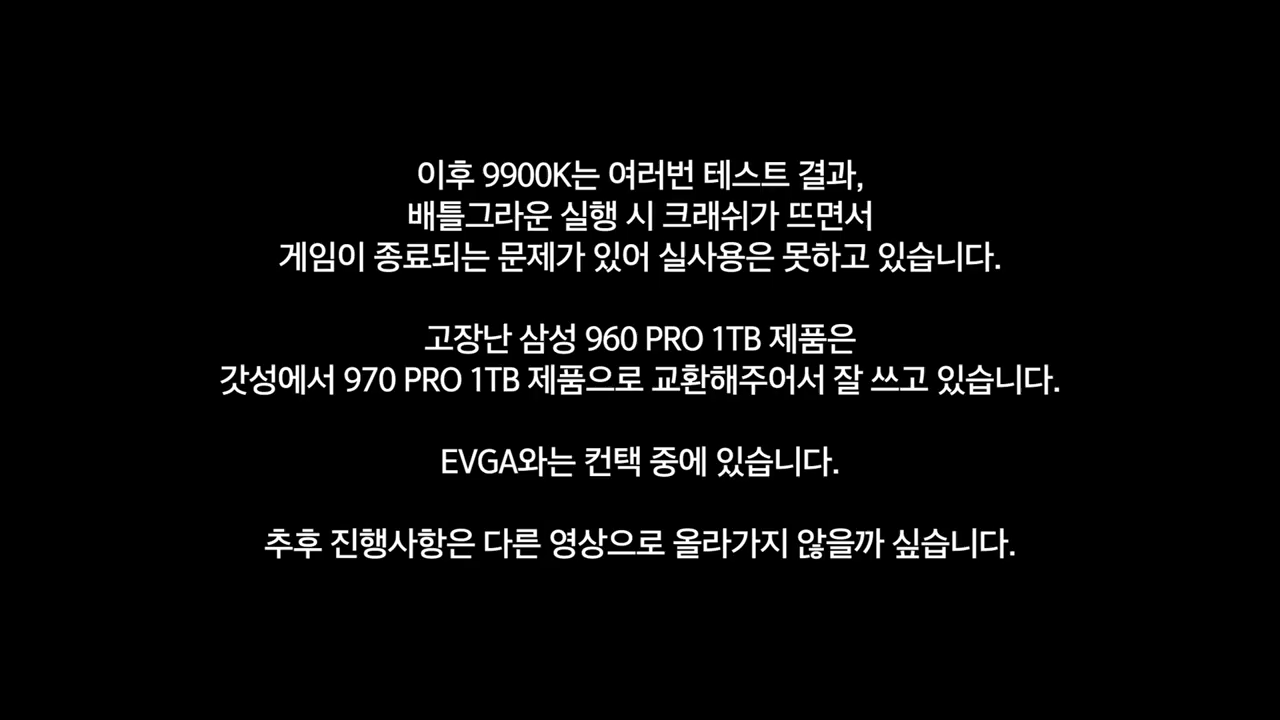 이후 9900K는 여러번 테스트 결과,
배틀그라운 실행 시 크래쉬가 뜨면서
게임이 종료되는 문제가 있어 실사용은 못하고 있습니다.
고장난 삼성 960 PRO 1TB 제품은
갓성에서 970 PRO 1TB 제품으로 교환해주어서 잘 쓰고 있습니다.
EVGA와는 컨택 중에 있습니다.
추후 진행사항은 다른 영상으로 올라가지 않을까 싶습니다.